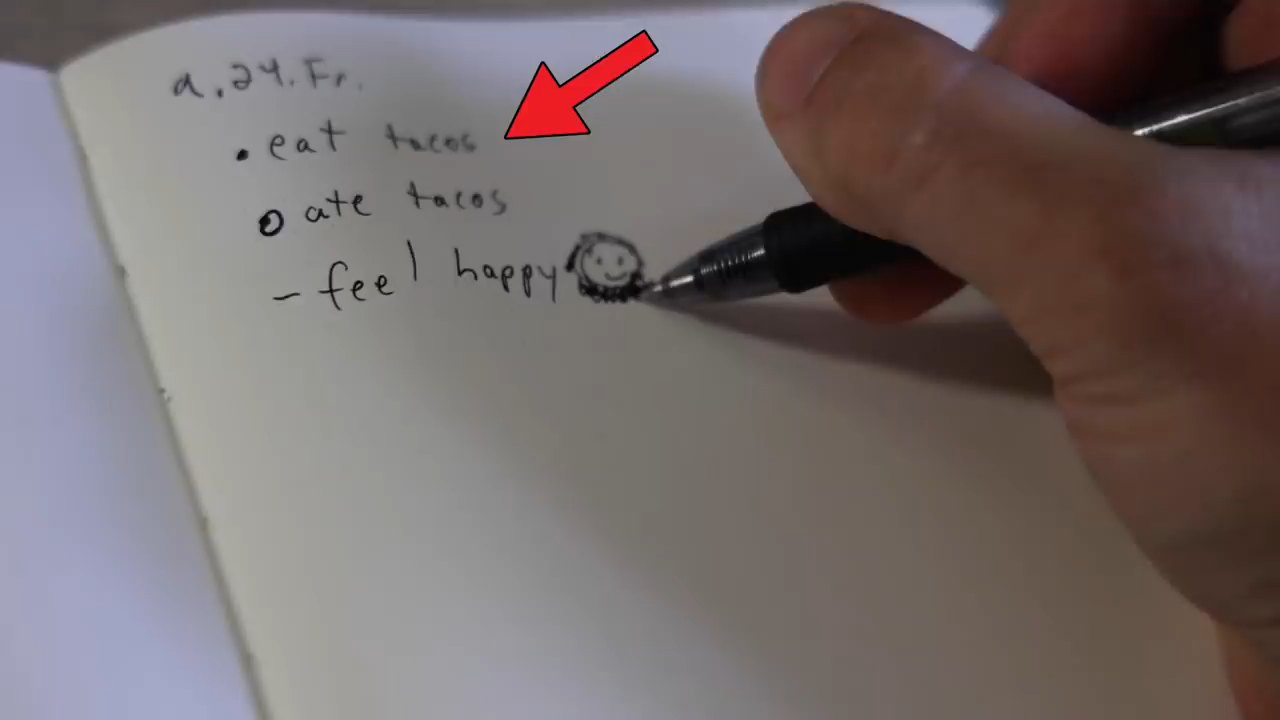 a.24.Fr.
• eat tacos
o ate tacos
– feel happy